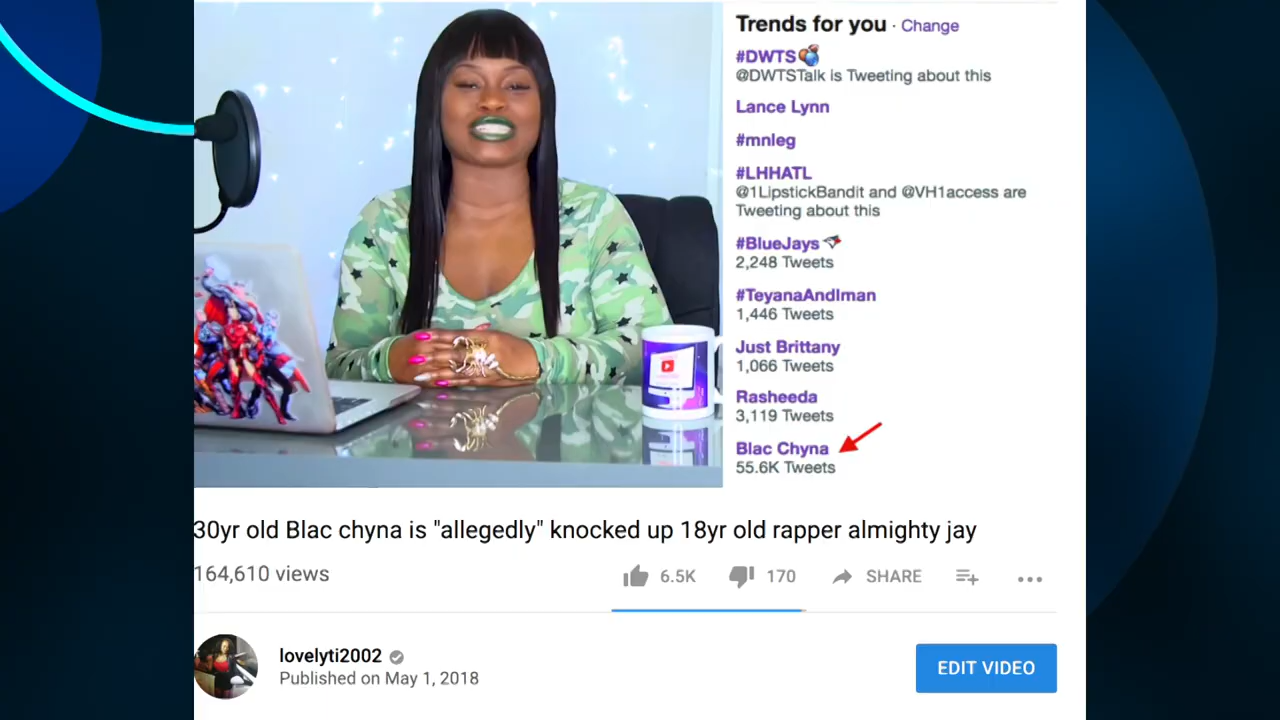 Trends for you · Change
#DWTS
@DWTSTalk is Tweeting about this
Lance Lynn
#mnleg
#LHHATL
@1LipstickBandit and @VH1access are
Tweeting about this
#BlueJays
2,248 Tweets
#TeyanaAndIman
1,446 Tweets
Just Brittany
1,066 Tweets
Rasheeda
3,119 Tweets
Blac Chyna
55.6K Tweets
30yr old Blac chyna is "allegedly" knocked up 18yr old rapper almighty jay
164,610 views
6.5K
170
SHARE
lovelyti2002
Published on May 1, 2018
EDIT VIDEO